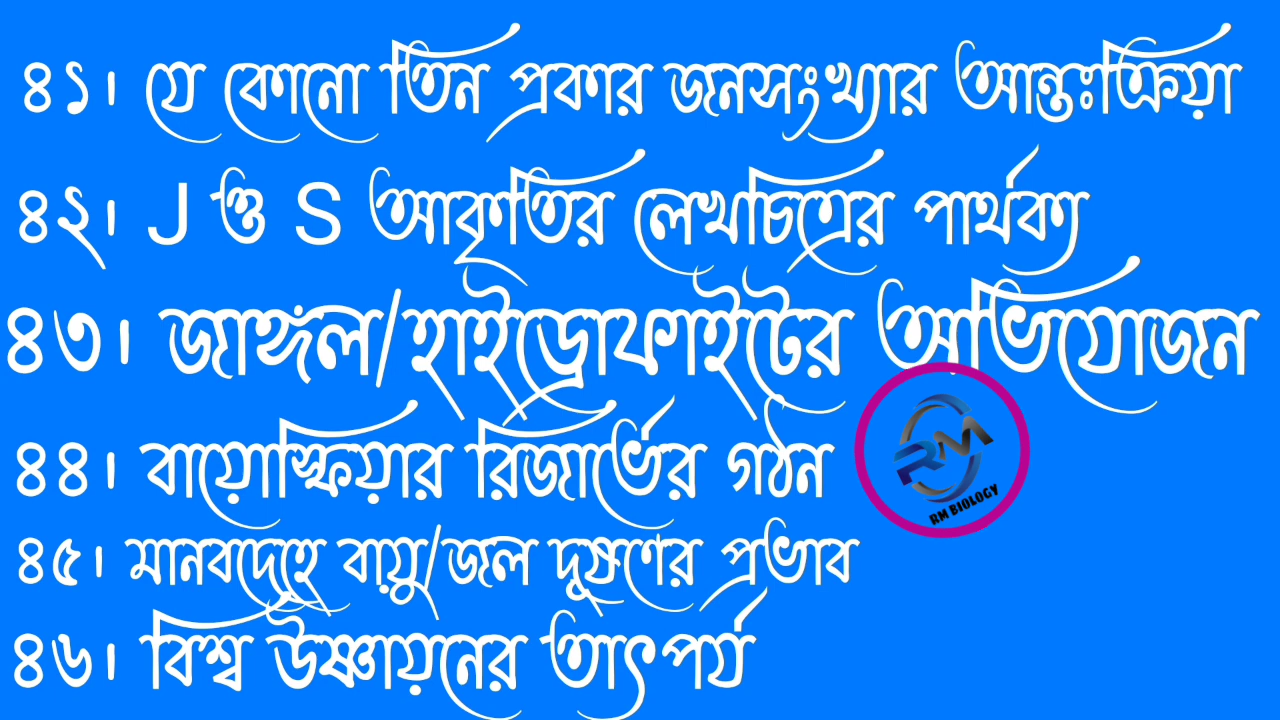 ৪১। যে কোনো তিন প্রকার জনসংখ্যার আন্তঃক্রিয়া
৪২। J ও S আকৃতির লেখচিত্রের পার্থক্য
৪৩। জাঙ্গল/হাইড্রোফাইটের অভিযোজন
৪৪। বায়োস্ফিয়ার রিজার্ভের গঠন
RM
RM BIOLOGY
৪৫। মানবদেহে বায়ু/জল দূষণের প্রভাব
৪৬। বিশ্ব উষ্ণায়নের তাৎপর্য